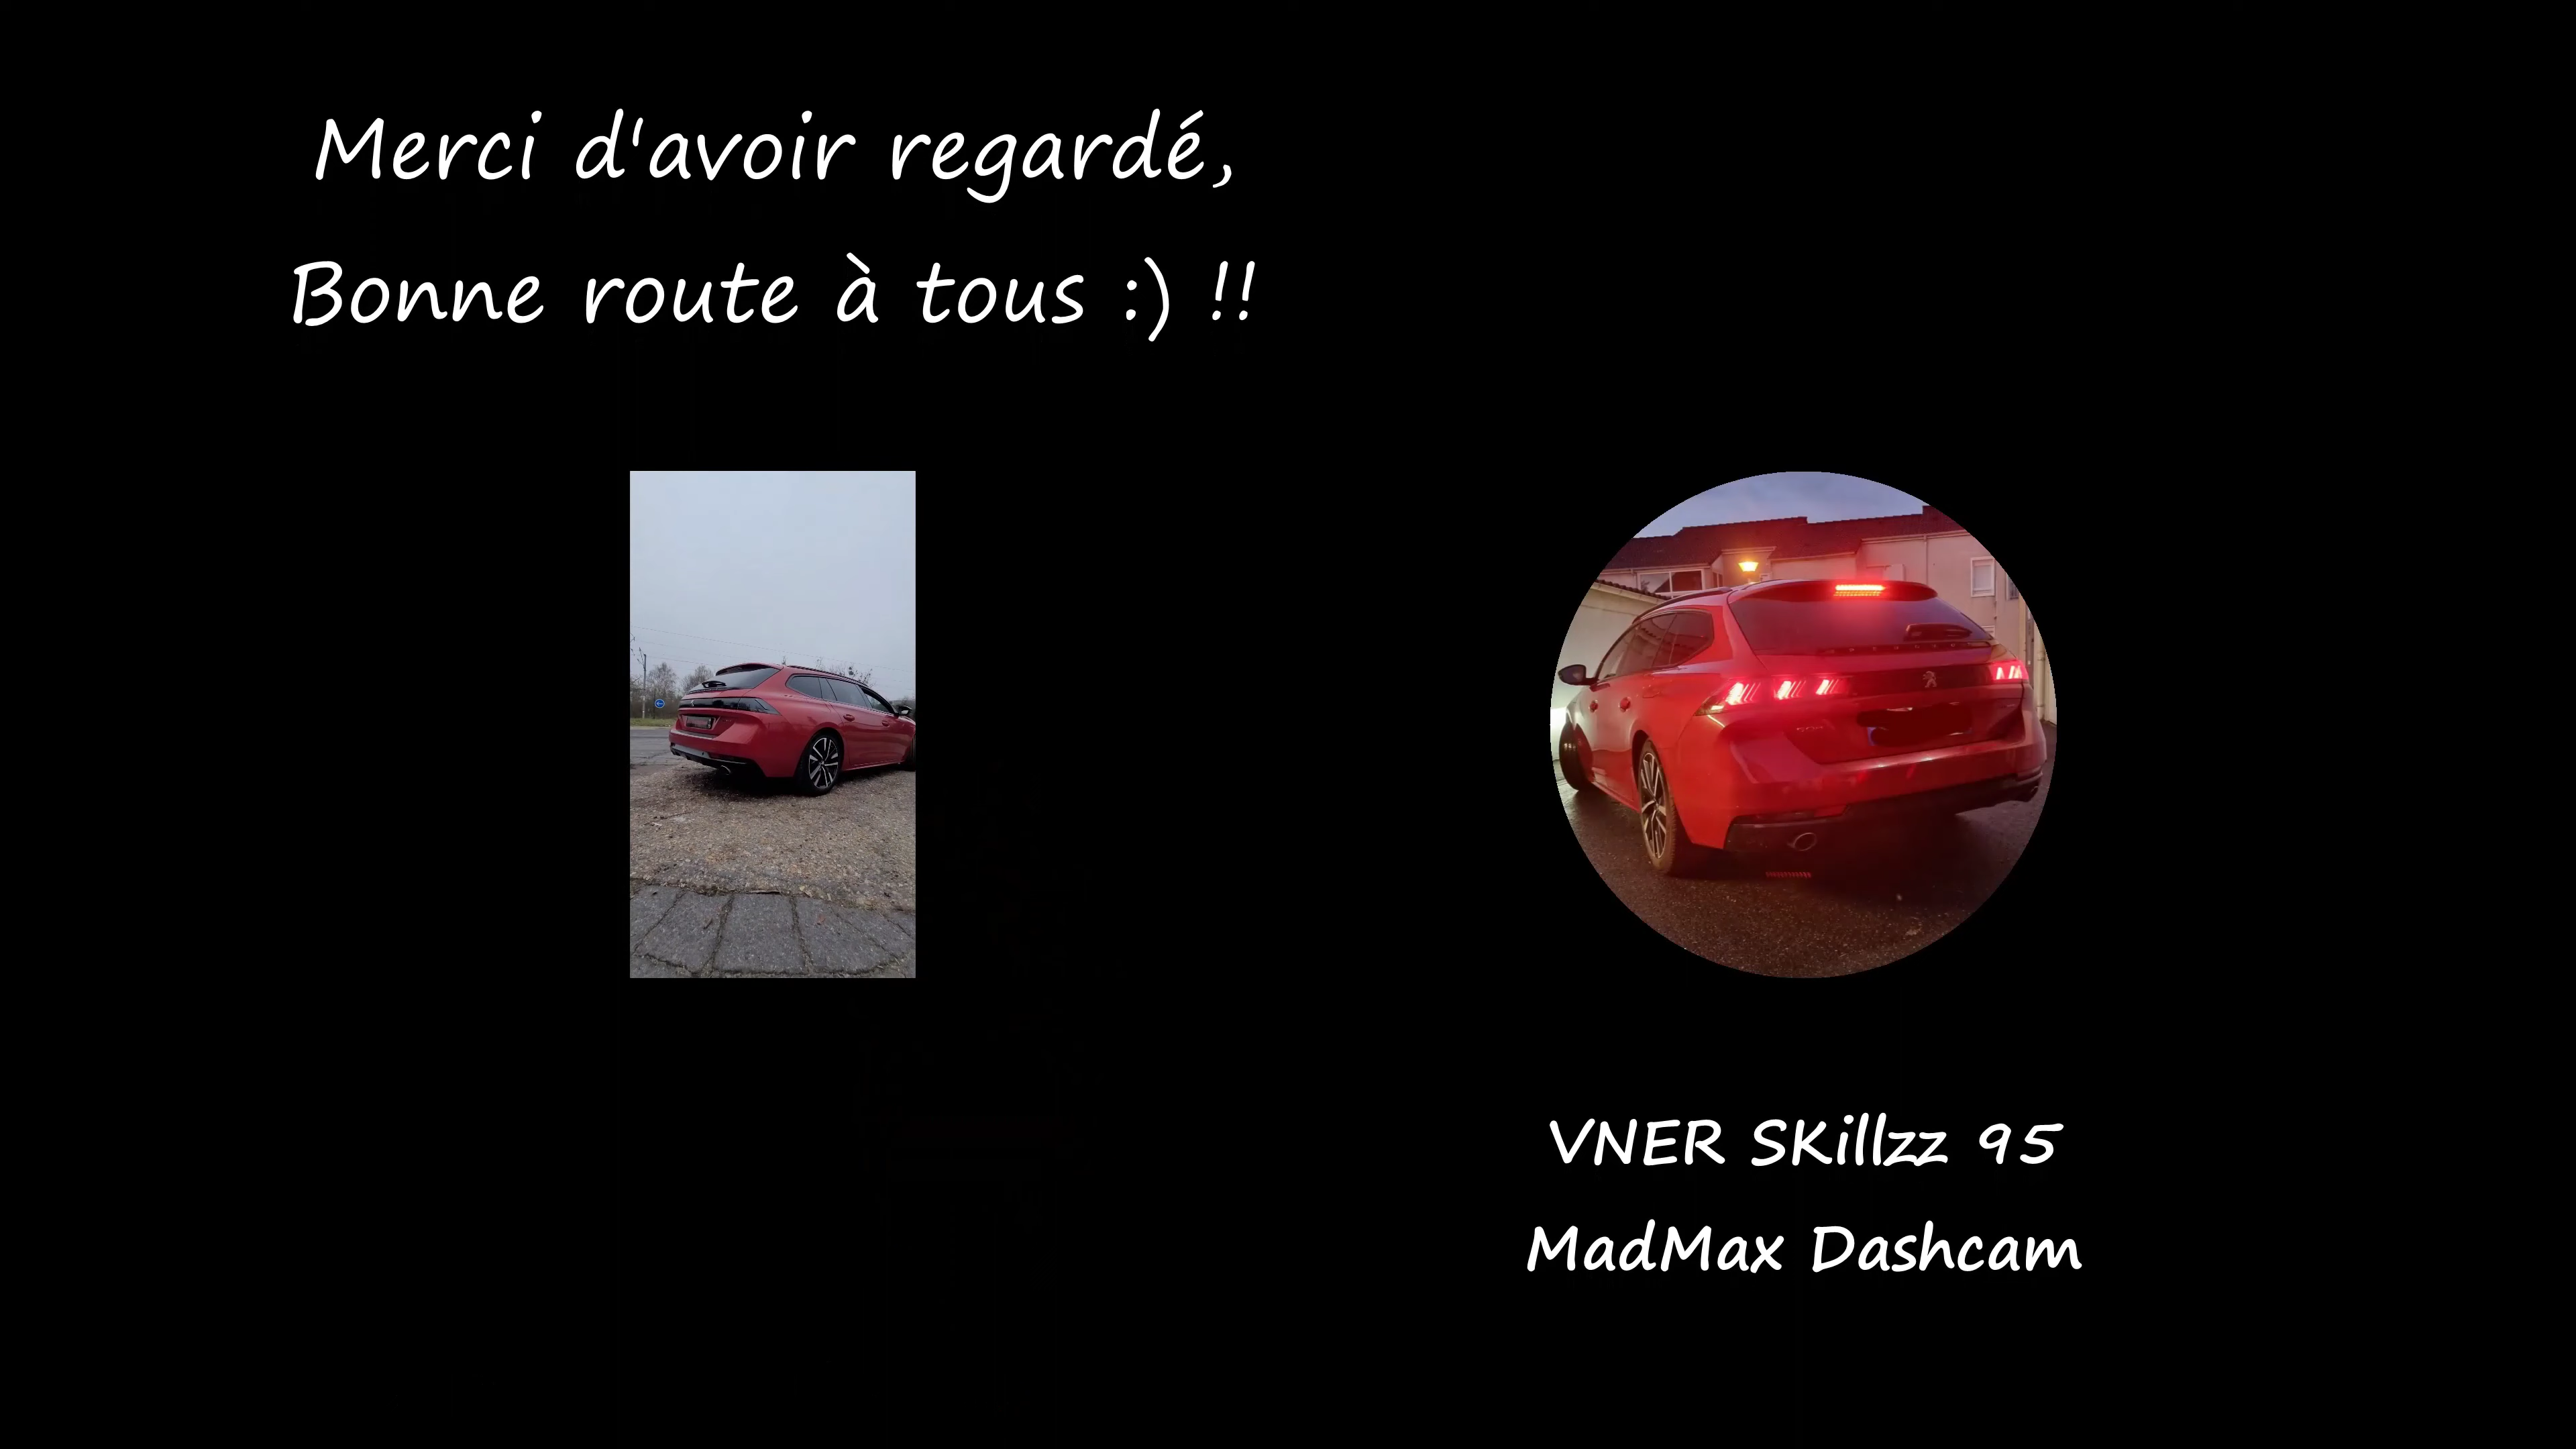 Merci d'avoir regardé,
Bonne route à tous :) !!
VNER SKillzz 95
MadMax Dashcam